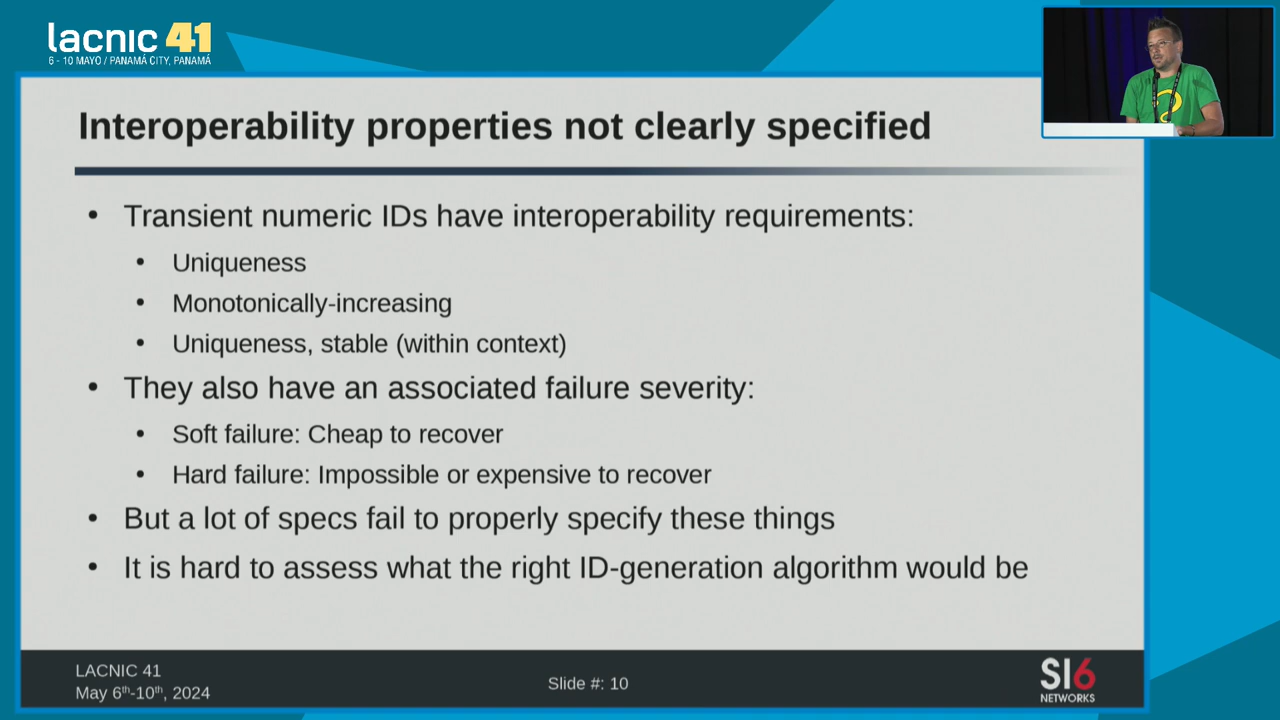 lacnic 41
6 - 10 MAYO / PANAMÁ CITY, PANAMÁ
Interoperability properties not clearly specified
• Transient numeric IDs have interoperability requirements:
• Uniqueness
• Monotonically-increasing
• Uniqueness, stable (within context)
• They also have an associated failure severity:
• Soft failure: Cheap to recover
• Hard failure: Impossible or expensive to recover
• But a lot of specs fail to properly specify these things
• It is hard to assess what the right ID-generation algorithm would be
LACNIC 41
May 6th-10th, 2024
Slide #: 10
SI6
NETWORKS